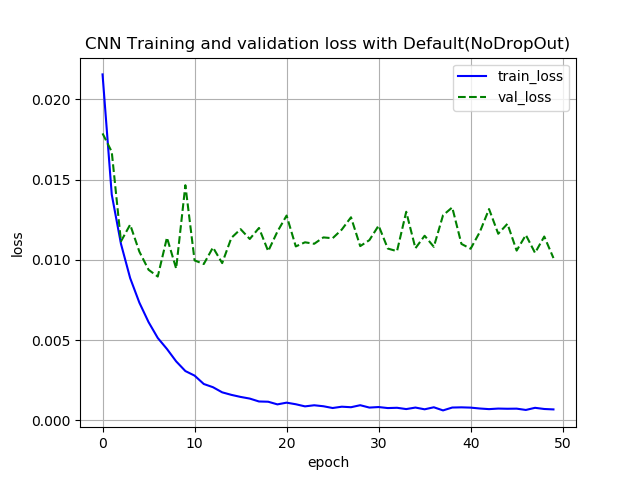 CNN Training and validation loss with Default(NoDropOut)
train_loss
val_loss
0.020
0.015
0.010
0.005
0.000
loss
0 10 20 30 40 50
epoch